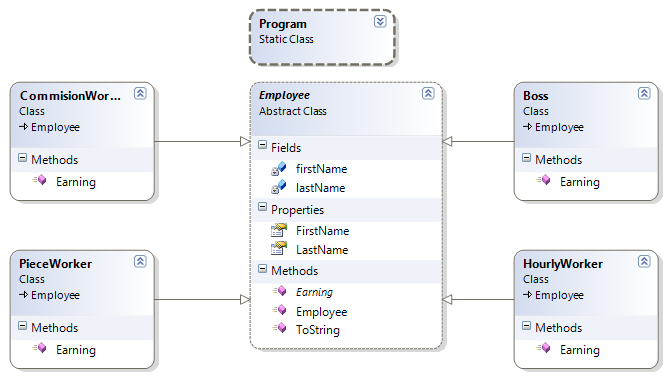 Program
Static Class
CommisionWor...
Class
Employee
Methods
Earning
PieceWorker
Class
Employee
Methods
Earning
Employee
Abstract Class
Fields
firstName
lastName
Properties
FirstName
LastName
Methods
Earning
Employee
ToString
Boss
Class
Employee
Methods
Earning
HourlyWorker
Class
Employee
Methods
Earning